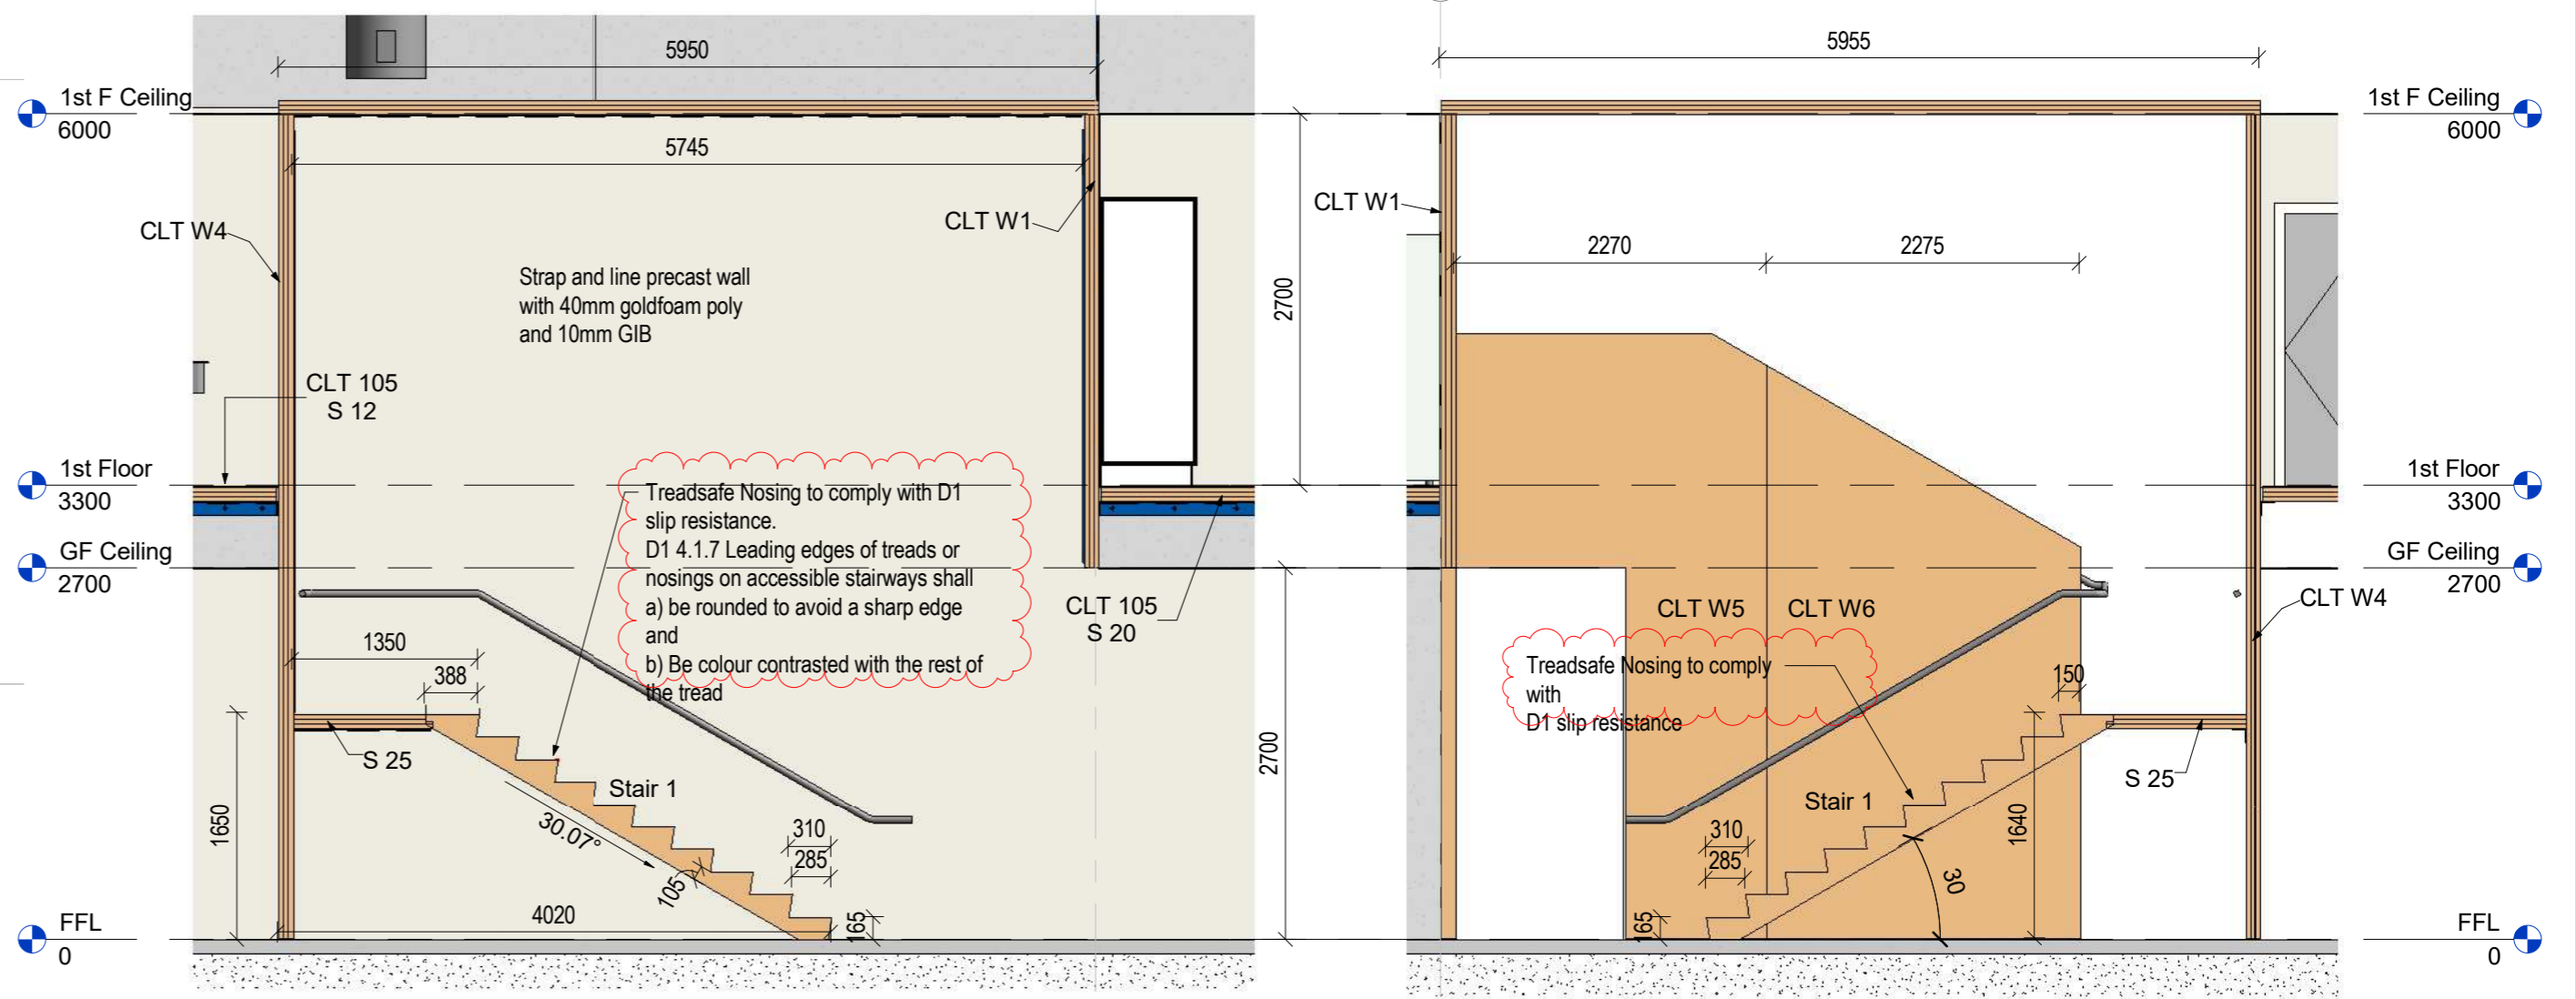 5950
1st F Ceiling
6000
5745
CLT W4
CLT W1
Strap and line precast wall
with 40mm goldfoam poly
and 10mm GIB
CLT 105
S 12
1st Floor
3300
GF Ceiling
2700
Treadsafe Nosing to comply with D1
slip resistance.
D1 4.1.7 Leading edges of treads or
nosings on accessible stairways shall
a) be rounded to avoid a sharp edge
and
b) Be colour contrasted with the rest of
the tread
CLT 105
S 20
1350
388
S 25
Stair 1
1650
30.07°
105
310
285
165
4020
FFL
0
2700
2700
5955
1st F Ceiling
6000
CLT W1
2270
2275
1st Floor
3300
GF Ceiling
2700
CLT W5
CLT W6
CLT W4
Treadsafe Nosing to comply
with
D1 slip resistance
150
S 25
Stair 1
1640
310
285
30
165
FFL
0